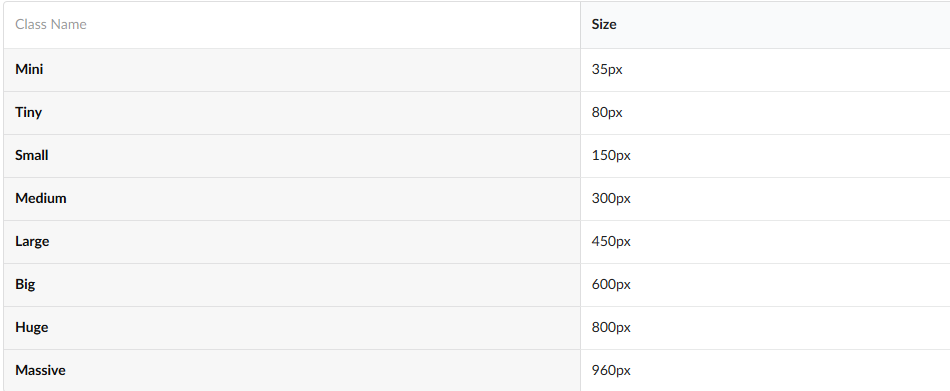 Class Name Size
Mini 35px
Tiny 80px
Small 150px
Medium 300px
Large 450px
Big 600px
Huge 800px
Massive 960px